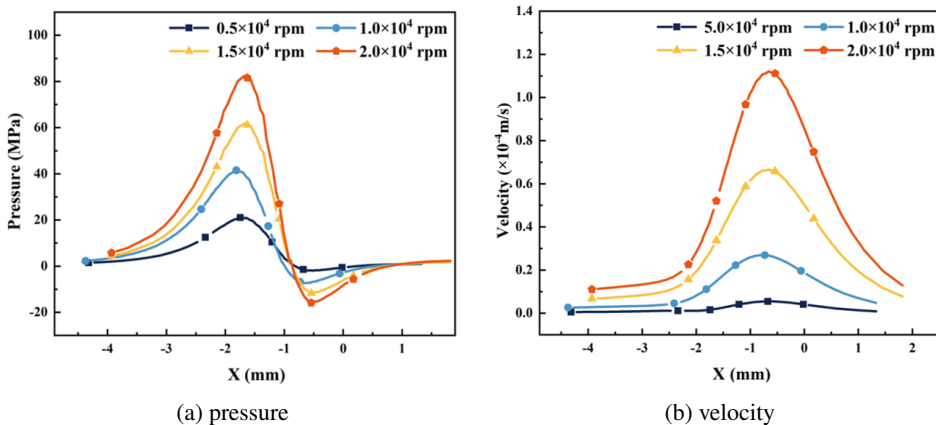 0.5×10⁴ rpm 1.0×10⁴ rpm
1.5×10⁴ rpm 2.0×10⁴ rpm
100
80
60
40
20
0
-20
Pressure (MPa)
-4 -3 -2 -1 0 1
X (mm)
(a) pressure
5.0×10⁴ rpm 1.0×10⁴ rpm
1.5×10⁴ rpm 2.0×10⁴ rpm
1.4
1.2
1.0
0.8
0.6
0.4
0.2
0.0
Velocity (×10⁻⁴m/s)
-4 -3 -2 -1 0 1 2
X (mm)
(b) velocity